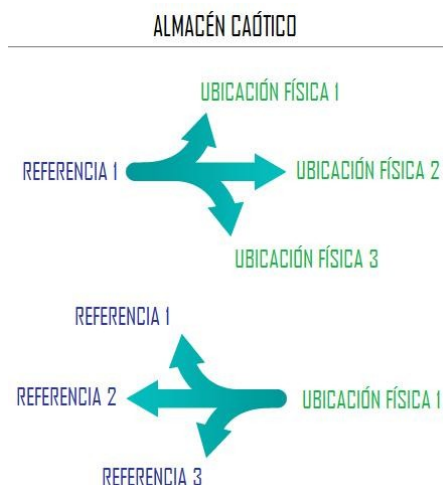 ALMACÉN CAÓTICO
UBICACIÓN FÍSICA 1
REFERENCIA 1
UBICACIÓN FÍSICA 2
UBICACIÓN FÍSICA 3
REFERENCIA 1
REFERENCIA 2
UBICACIÓN FÍSICA 1
REFERENCIA 3